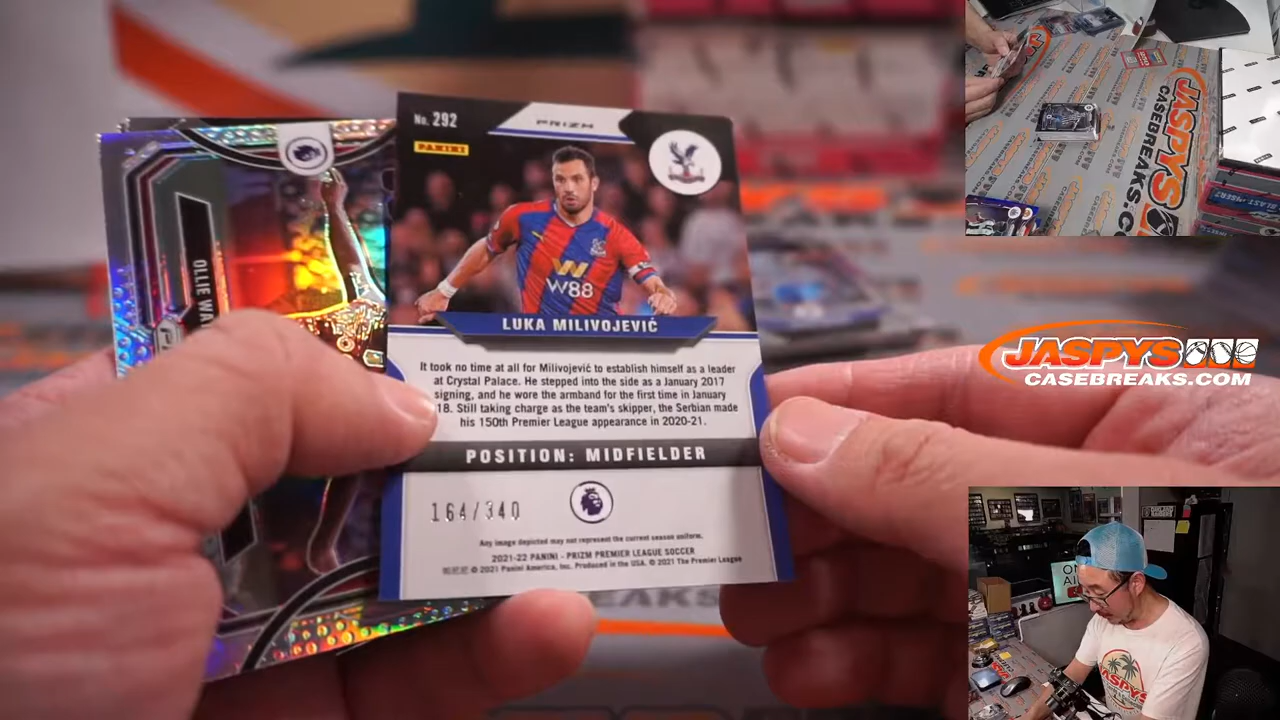 No. 292
PRIZM
PANINI
W88
LUKA MILIVOJEVIĆ
It took no time at all for Milivojević to establish himself as a leader
at Crystal Palace. He stepped into the side as a January 2017
signing, and he wore the armband for the first time in January
18. Still taking charge as the team's skipper, the Serbian made
his 150th Premier League appearance in 2020-21.
POSITION: MIDFIELDER
164/340
Any image depicted may not represent the current season uniform.
2021-22 PANINI - PRIZM PREMIER LEAGUE SOCCER
© 2021 Panini America, Inc. Produced in the USA. © 2021 The Premier League
OLLIE WA
JASPYS
CASEBREAKS.COM
JASPYS
CASEBREAKS.C
ON
AI
JASPYS